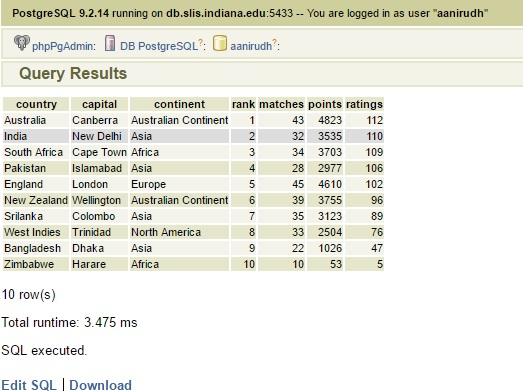 PostgreSQL 9.2.14 running on db.slis.indiana.edu:5433 -- You are logged in as user "aanirudh"
phpPgAdmin: DB PostgreSQL?: aanirudh?:
Query Results
country capital continent rank matches points ratings
Australia Canberra Australian Continent 1 43 4823 112
India New Delhi Asia 2 32 3535 110
South Africa Cape Town Africa 3 34 3703 109
Pakistan Islamabad Asia 4 28 2977 106
England London Europe 5 45 4610 102
New Zealand Wellington Australian Continent 6 39 3755 96
Srilanka Colombo Asia 7 35 3123 89
West Indies Trinidad North America 8 33 2504 76
Bangladesh Dhaka Asia 9 22 1026 47
Zimbabwe Harare Africa 10 10 53 5
10 row(s)
Total runtime: 3.475 ms
SQL executed.
Edit SQL | Download